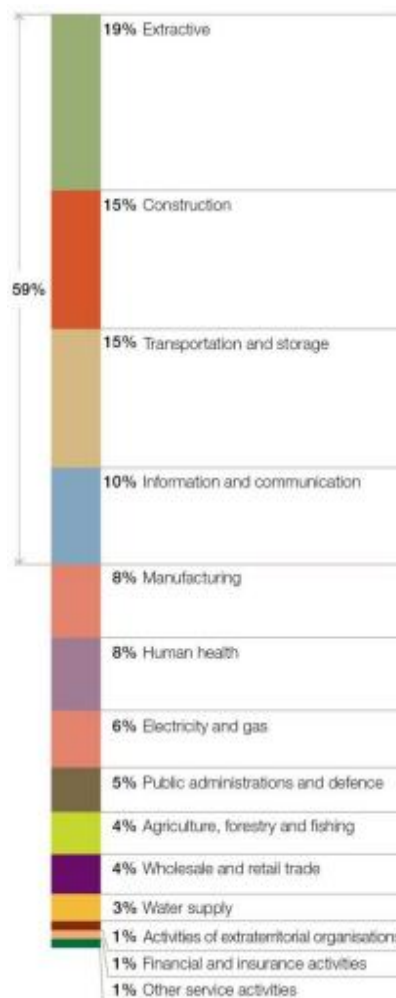 19% Extractive
15% Construction
59%
15% Transportation and storage
10% Information and communication
8% Manufacturing
8% Human health
6% Electricity and gas
5% Public administrations and defence
4% Agriculture, forestry and fishing
4% Wholesale and retail trade
3% Water supply
1% Activities of extraterritorial organisations
1% Financial and insurance activities
1% Other service activities